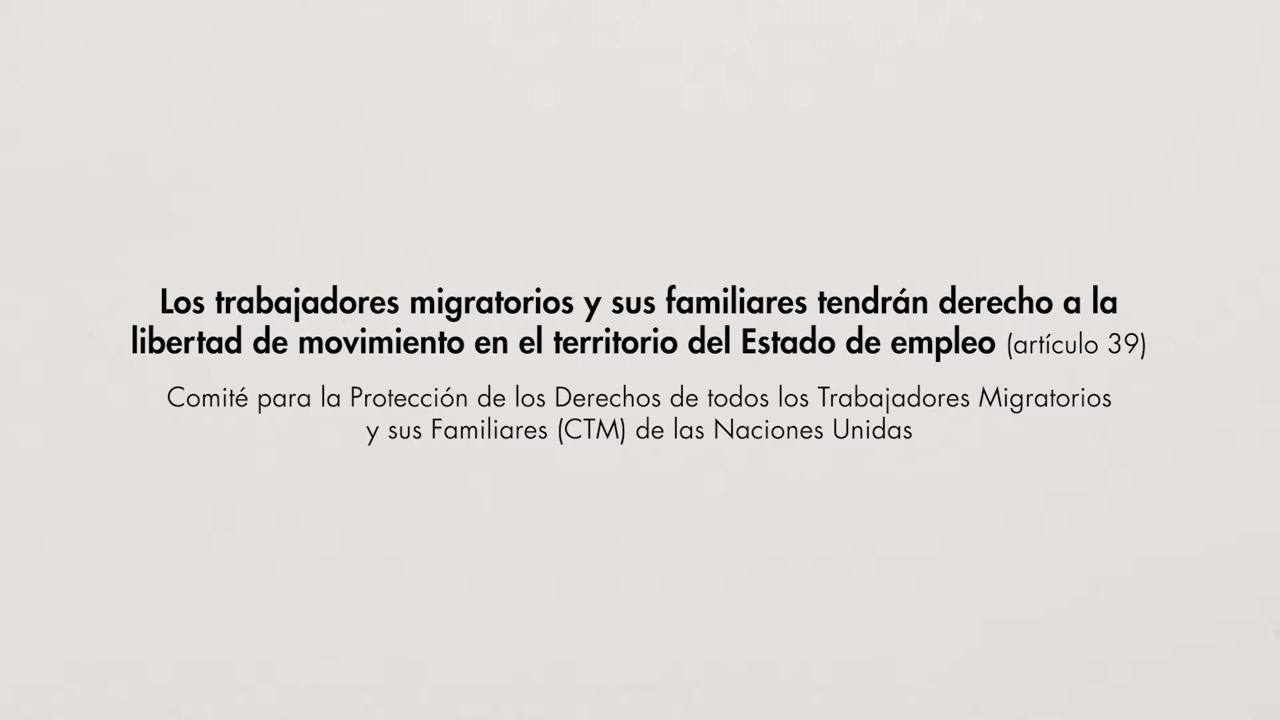 Los trabajadores migratorios y sus familiares tendrán derecho a la
libertad de movimiento en el territorio del Estado de empleo (artículo 39)
Comité para la Protección de los Derechos de todos los Trabajadores Migratorios
y sus Familiares (CTM) de las Naciones Unidas